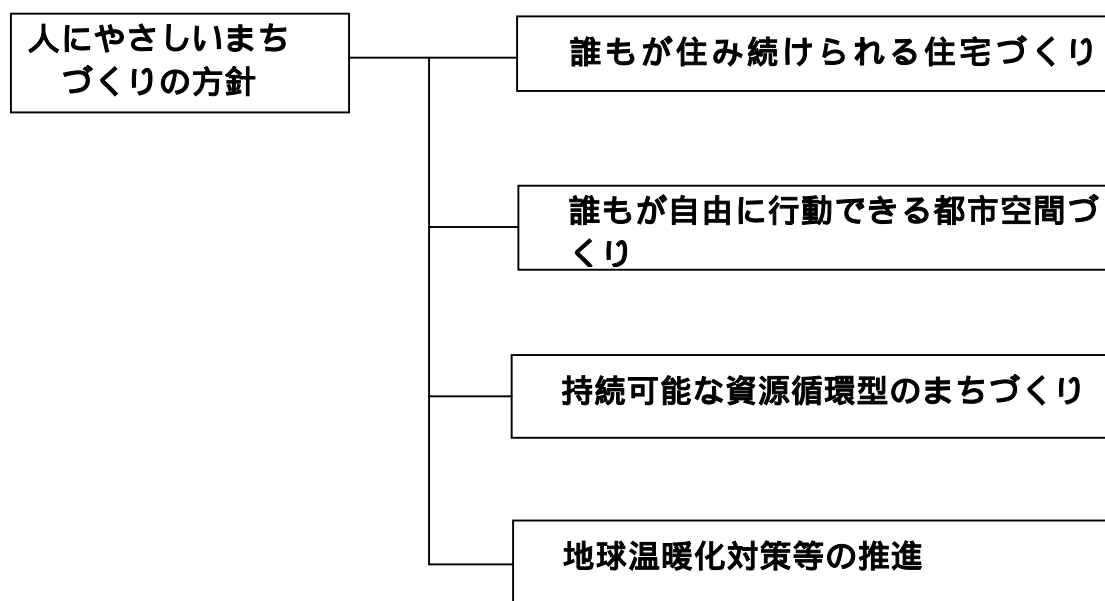 人にやさしいまち
づくりの方針
誰もが住み続けられる住宅づくり
誰もが自由に行動できる都市空間づ
くり
持続可能な資源循環型のまちづくり
地球温暖化対策等の推進